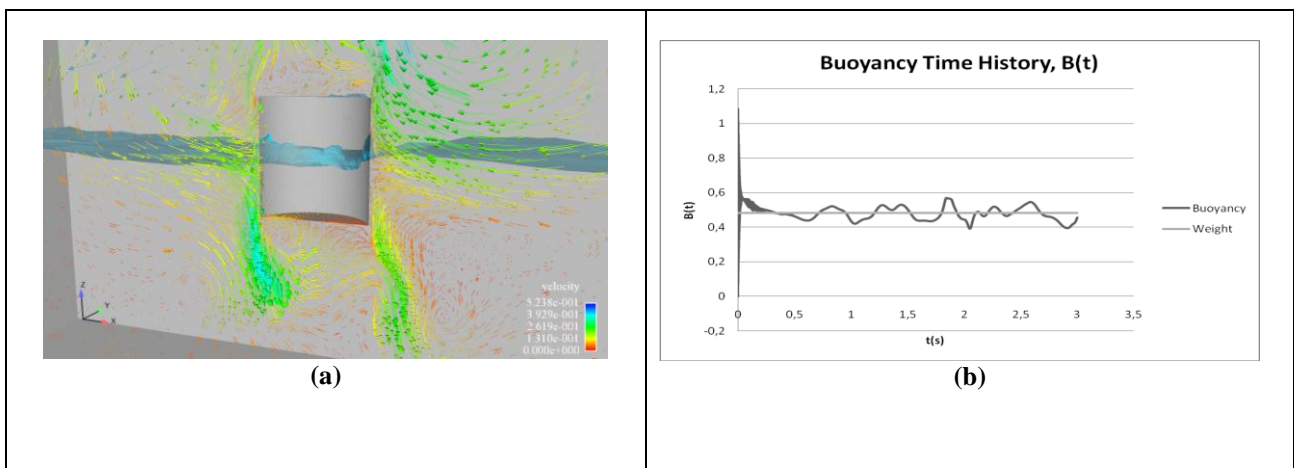 velocity
5.238e-001
3.929e-001
2.619e-001
1.310e-001
0.000e+000
Z
Y
X
(a)
Buoyancy Time History, B(t)
1,2
1
0,8
0,6
0,4
0,2
0
-0,2
B(t)
0 0,5 1 1,5 2 2,5 3 3,5
t(s)
Buoyancy
Weight
(b)